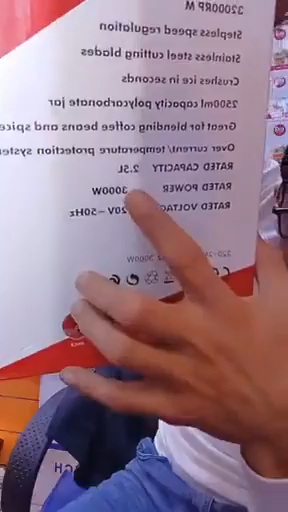 32000RP M
Stepless speed regulation
Stainless steel cutting blades
Crushes ice in seconds
2500ml capacity polycarbonate jar
Great for blending coffee beans and spice
Over current/ temperature protection syste
RATED CAPACITY 2.5L
RATED POWER 3000W
RATED VOLTAG 20V~50Hz